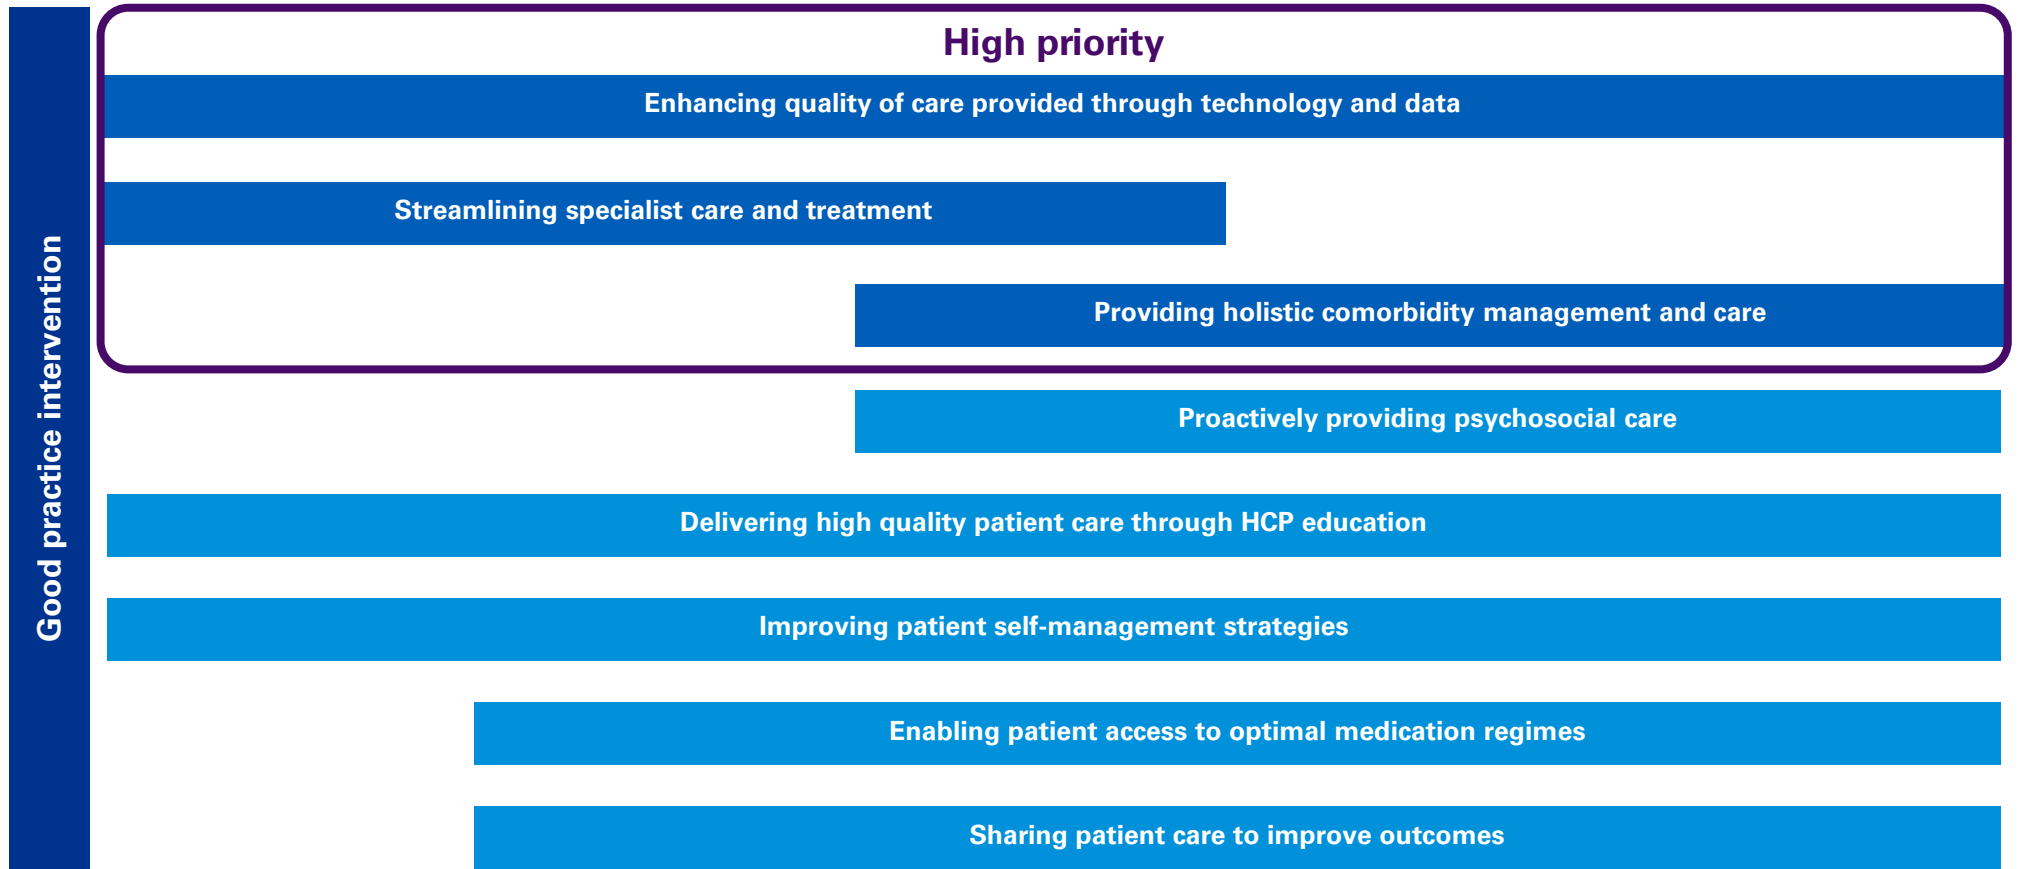 High priority
Enhancing quality of care provided through technology and data
Streamlining specialist care and treatment
Providing holistic comorbidity management and care
Proactively providing psychosocial care
Delivering high quality patient care through HCP education
Improving patient self-management strategies
Enabling patient access to optimal medication regimes
Sharing patient care to improve outcomes
Good practice intervention